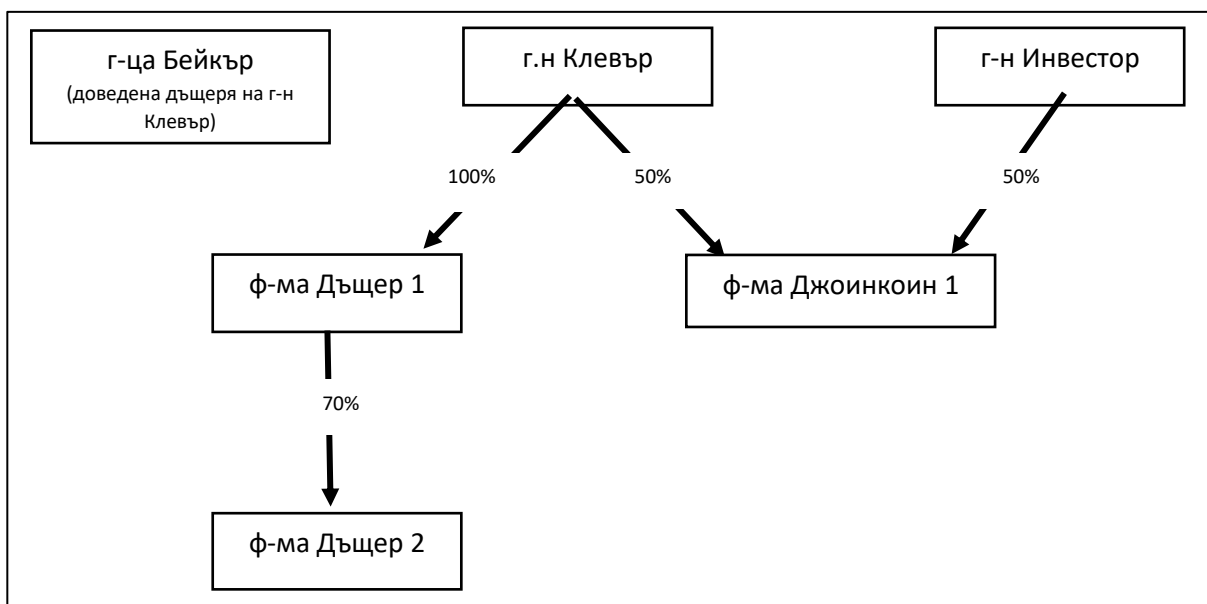 г-ца Бейкър
(доведена дъщеря на г-н
Клевър)
г.н Клевър
г-н Инвестор
100%
50%
50%
ф-ма Дъщер 1
ф-ма Джоинкоин 1
70%
ф-ма Дъщер 2